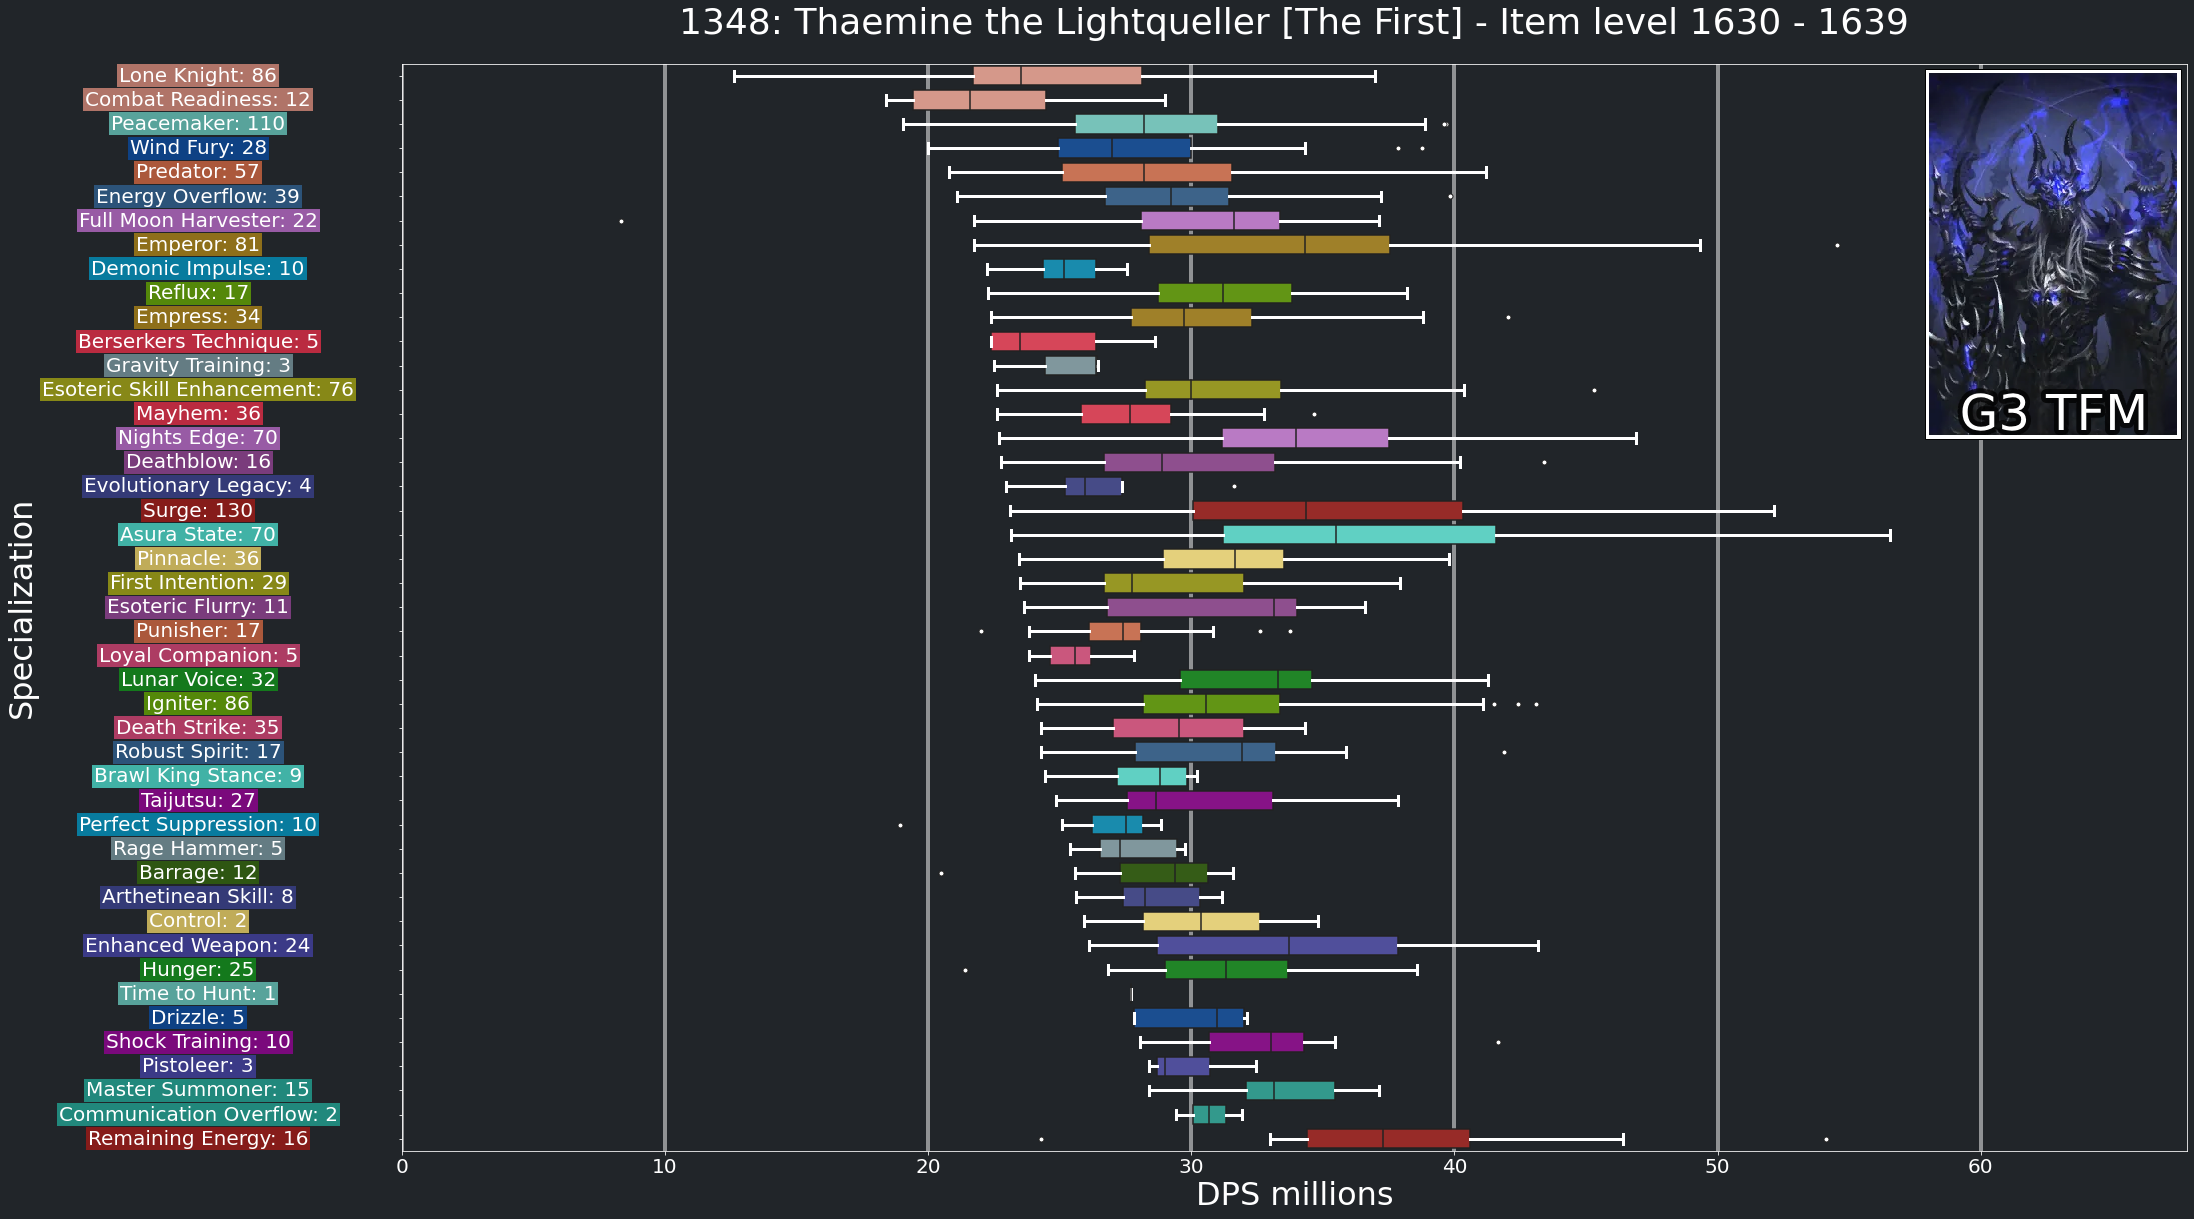 1348: Thaemine the Lightqueller [The First] - Item level 1630 - 1639
Lone Knight: 86
Combat Readiness: 12
Peacemaker: 110
Wind Fury: 28
Predator: 57
Energy Overflow: 39
Full Moon Harvester: 22
Emperor: 81
Demonic Impulse: 10
Reflux: 17
Empress: 34
Berserkers Technique: 5
Gravity Training: 3
Esoteric Skill Enhancement: 76
Mayhem: 36
Nights Edge: 70
Deathblow: 16
Evolutionary Legacy: 4
Surge: 130
Asura State: 70
Pinnacle: 36
First Intention: 29
Esoteric Flurry: 11
Punisher: 17
Loyal Companion: 5
Lunar Voice: 32
Igniter: 86
Death Strike: 35
Robust Spirit: 17
Brawl King Stance: 9
Taijutsu: 27
Perfect Suppression: 10
Rage Hammer: 5
Barrage: 12
Arthetinean Skill: 8
Control: 2
Enhanced Weapon: 24
Hunger: 25
Time to Hunt: 1
Drizzle: 5
Shock Training: 10
Pistoleer: 3
Master Summoner: 15
Communication Overflow: 2
Remaining Energy: 16
Specialization
0 10 20 30 40 50 60
DPS millions
G3 TFM